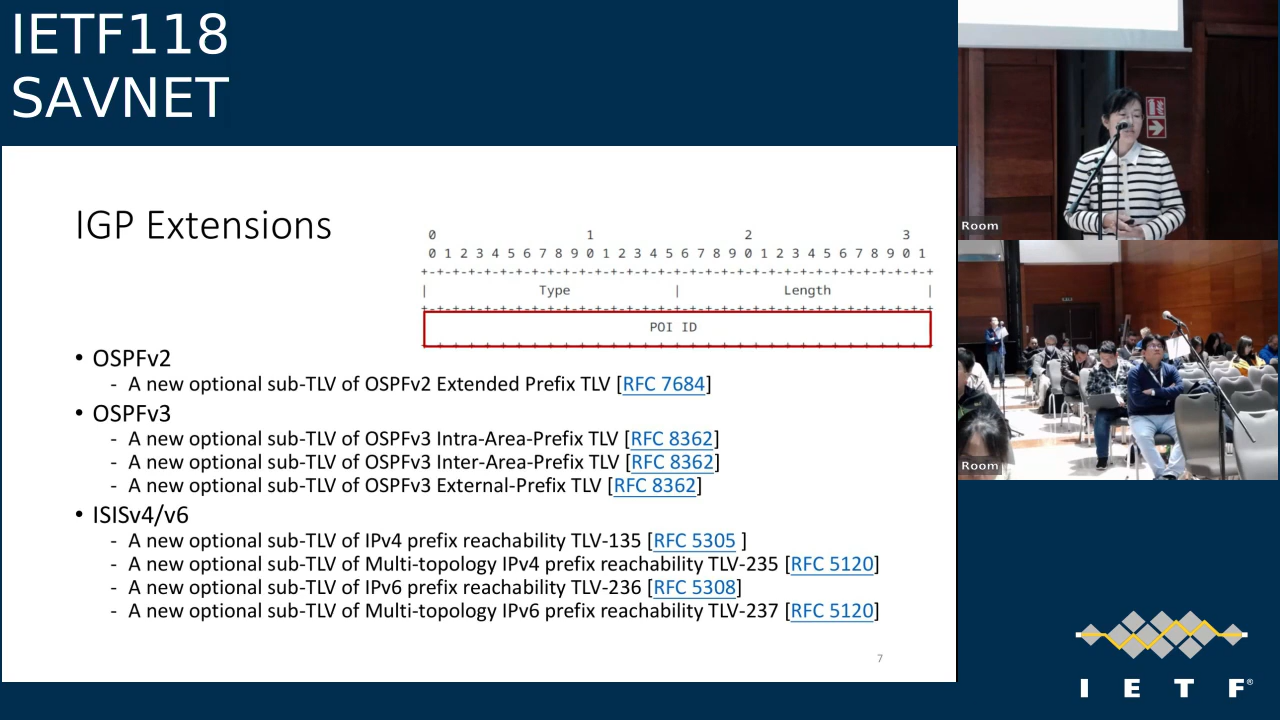 IETF118
SAVNET
IGP Extensions
0 1 2 3
0 1 2 3 4 5 6 7 8 9 0 1 2 3 4 5 6 7 8 9 0 1 2 3 4 5 6 7 8 9 0 1
+-+-+-+-+-+-+-+-+-+-+-+-+-+-+-+-+-+-+-+-+-+-+-+-+-+-+-+-+-+-+-+-+
| Type | Length |
+-+-+-+-+-+-+-+-+-+-+-+-+-+-+-+-+-+-+-+-+-+-+-+-+-+-+-+-+-+-+-+-+
POI ID
+-+-+-+-+-+-+-+-+-+-+-+-+-+-+-+-+-+-+-+-+-+-+-+-+-+-+-+-+-+-+-+-+
• OSPFv2
- A new optional sub-TLV of OSPFv2 Extended Prefix TLV [RFC 7684]
• OSPFv3
- A new optional sub-TLV of OSPFv3 Intra-Area-Prefix TLV [RFC 8362]
- A new optional sub-TLV of OSPFv3 Inter-Area-Prefix TLV [RFC 8362]
- A new optional sub-TLV of OSPFv3 External-Prefix TLV [RFC 8362]
• ISISv4/v6
- A new optional sub-TLV of IPv4 prefix reachability TLV-135 [RFC 5305 ]
- A new optional sub-TLV of Multi-topology IPv4 prefix reachability TLV-235 [RFC 5120]
- A new optional sub-TLV of IPv6 prefix reachability TLV-236 [RFC 5308]
- A new optional sub-TLV of Multi-topology IPv6 prefix reachability TLV-237 [RFC 5120]
7
Room
Room
I E T F®